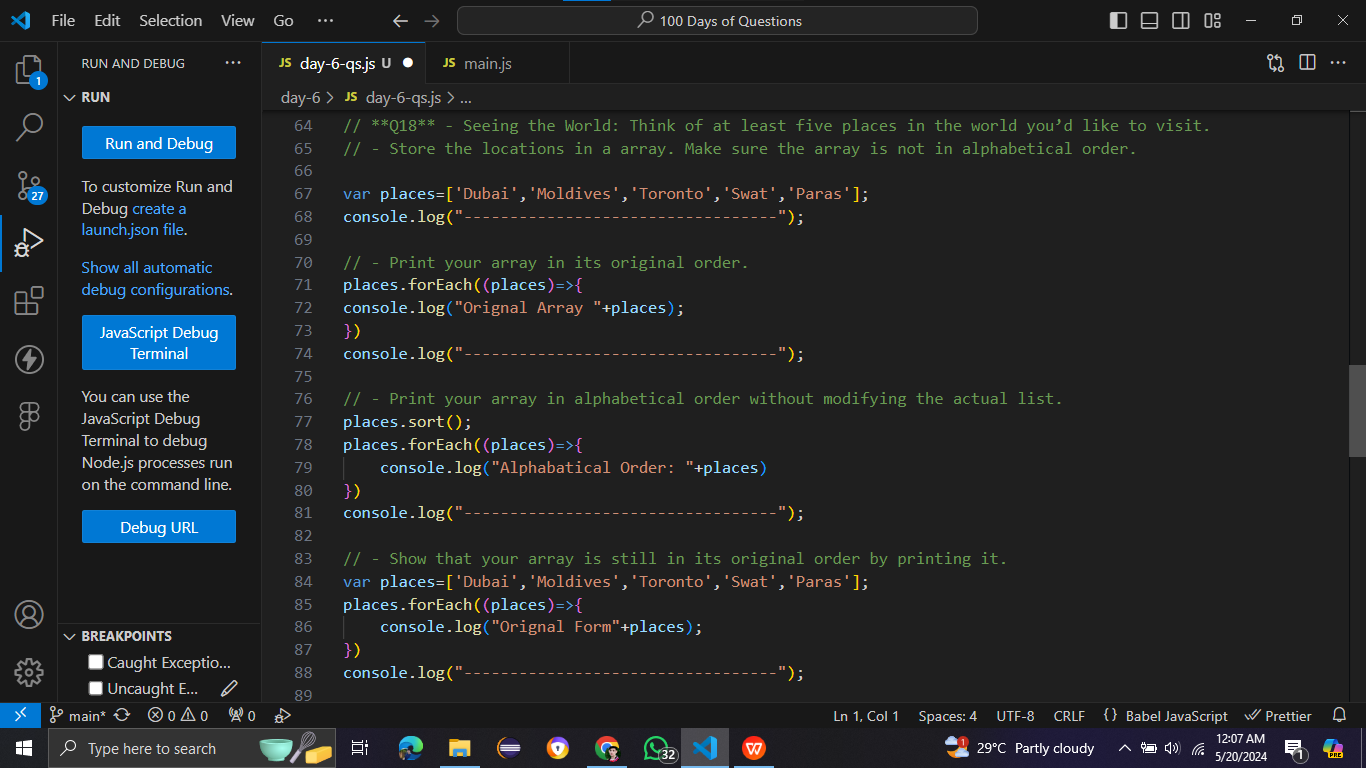 File Edit Selection View Go ··· 100 Days of Questions
RUN AND DEBUG ···
JS day-6-qs.js U ● JS main.js
day-6 > JS day-6-qs.js > ...
RUN
Run and Debug
To customize Run and
Debug create a
launch.json file.
Show all automatic
debug configurations.
JavaScript Debug
Terminal
You can use the
JavaScript Debug
Terminal to debug
Node.js processes run
on the command line.
Debug URL
BREAKPOINTS
Caught Exceptio...
Uncaught E...
1
27
64 // **Q18** - Seeing the World: Think of at least five places in the world you’d like to visit.
65 // - Store the locations in a array. Make sure the array is not in alphabetical order.
66
67 var places=['Dubai','Moldives','Toronto','Swat','Paras'];
68 console.log("----------------------------------");
69
70 // - Print your array in its original order.
71 places.forEach((places)=>{
72 console.log("Orignal Array "+places);
73 })
74 console.log("----------------------------------");
75
76 // - Print your array in alphabetical order without modifying the actual list.
77 places.sort();
78 places.forEach((places)=>{
79     console.log("Alphabatical Order: "+places)
80 })
81 console.log("----------------------------------");
82
83 // - Show that your array is still in its original order by printing it.
84 var places=['Dubai','Moldives','Toronto','Swat','Paras'];
85 places.forEach((places)=>{
86     console.log("Orignal Form"+places);
87 })
88 console.log("----------------------------------");
89
main* 0 0 0 Ln 1, Col 1 Spaces: 4 UTF-8 CRLF {} Babel JavaScript Prettier
Type here to search 32 1 29°C Partly cloudy 12:07 AM 1 PRE
5/20/2024